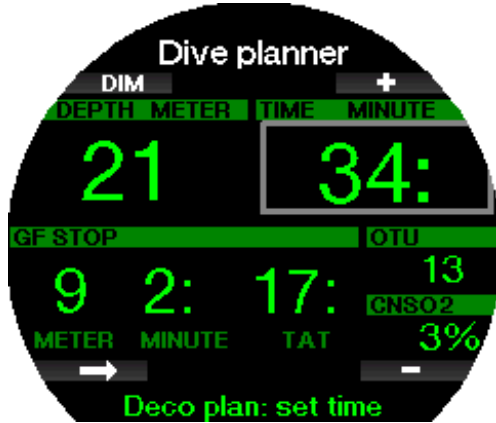 Dive planner
DIM +
DEPTH METER TIME MINUTE
21 34:
GF STOP OTU
9 2: 17: 13
CNSO2
METER MINUTE TAT 3%
→ -
Deco plan: set time